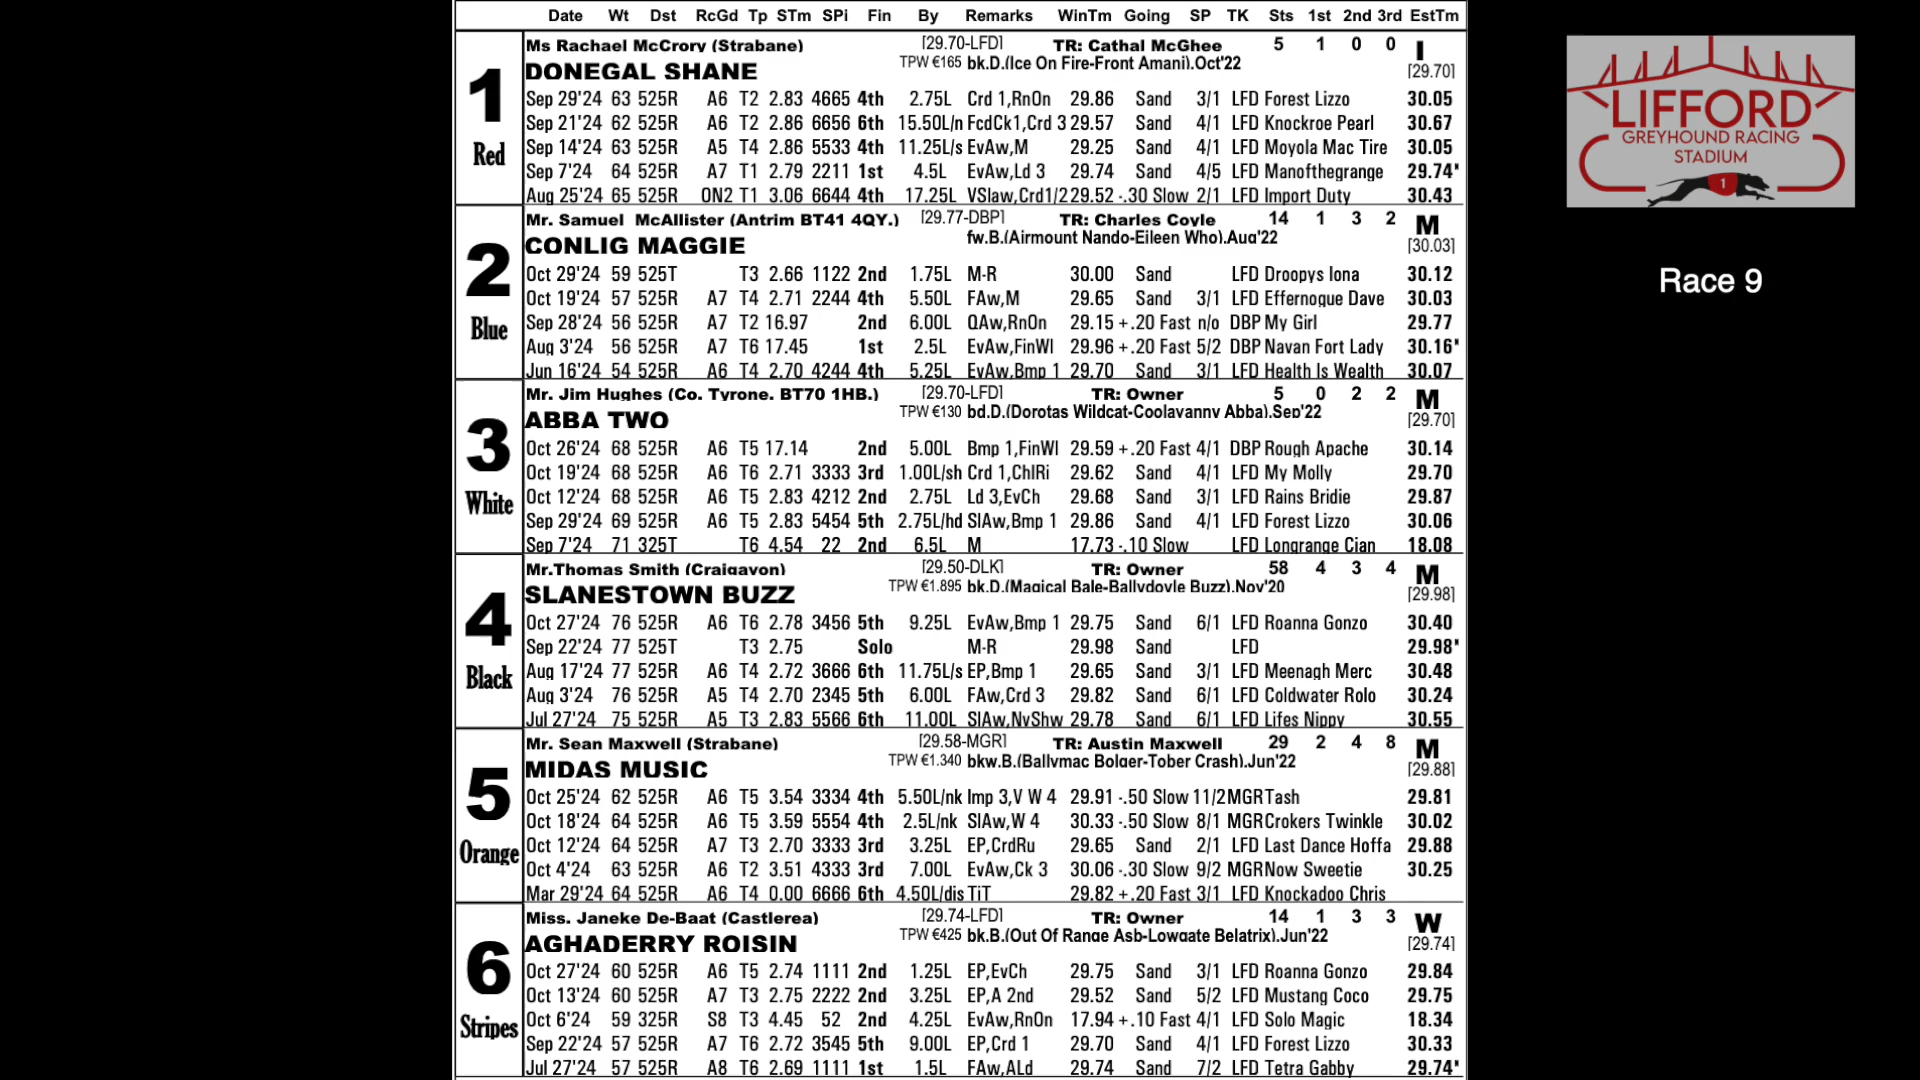 Date Wt Dst RcGd Tp STm SPi Fin By Remarks WinTm Going SP TK Sts 1st 2nd 3rd EstTm
1
Red
Ms Rachael McCrory (Strabane) [29.70-LFD] TR: Cathal McGhee 5 1 0 0 I
DONEGAL SHANE TPW €165 bk.D.(Ice On Fire-Front Amani).Oct'22 [29.70]
Sep 29'24 63 525R A6 T2 2.83 4665 4th 2.75L Crd 1,RnOn 29.86 Sand 3/1 LFD Forest Lizzo 30.05
Sep 21'24 62 525R A6 T2 2.86 6656 6th 15.50L/n FcdCk1,Crd 3 29.57 Sand 4/1 LFD Knockroe Pearl 30.67
Sep 14'24 63 525R A5 T4 2.86 5533 4th 11.25L/s EvAw,M 29.25 Sand 4/1 LFD Moyola Mac Tire 30.05
Sep 7'24 64 525R A7 T1 2.79 2211 1st 4.5L EvAw,Ld 3 29.74 Sand 4/5 LFD Manofthegrange 29.74*
Aug 25'24 65 525R ON2 T1 3.06 6644 4th 17.25L VSlaw,Crd1/2 29.52 -.30 Slow 2/1 LFD Import Duty 30.43
2
Blue
Mr. Samuel McAllister (Antrim BT41 4QY.) [29.77-DBP] TR: Charles Coyle 14 1 3 2 M
CONLIG MAGGIE fw.B.(Airmount Nando-Eileen Who).Aug'22 [30.03]
Oct 29'24 59 525T T3 2.66 1122 2nd 1.75L M-R 30.00 Sand LFD Droopys Iona 30.12
Oct 19'24 57 525R A7 T4 2.71 2244 4th 5.50L FAw,M 29.65 Sand 3/1 LFD Effernogue Dave 30.03
Sep 28'24 56 525R A7 T2 16.97 2nd 6.00L QAw,RnOn 29.15 +.20 Fast n/o DBP My Girl 29.77
Aug 3'24 56 525R A7 T6 17.45 1st 2.5L EvAw,FinWl 29.96 +.20 Fast 5/2 DBP Navan Fort Lady 30.16*
Jun 16'24 54 525R A6 T4 2.70 4244 4th 5.25L EvAw,Bmp 1 29.70 Sand 3/1 LFD Health Is Wealth 30.07
3
White
Mr. Jim Hughes (Co. Tyrone. BT70 1HB.) [29.70-LFD] TR: Owner 5 0 2 2 M
ABBA TWO TPW €130 bd.D.(Dorotas Wildcat-Coolavanny Abba).Sep'22 [29.70]
Oct 26'24 68 525R A6 T5 17.14 2nd 5.00L Bmp 1,FinWl 29.59 +.20 Fast 4/1 DBP Rough Apache 30.14
Oct 19'24 68 525R A6 T6 2.71 3333 3rd 1.00L/sh Crd 1,ChlRi 29.62 Sand 4/1 LFD My Molly 29.70
Oct 12'24 68 525R A6 T5 2.83 4212 2nd 2.75L Ld 3,EvCh 29.68 Sand 3/1 LFD Rains Bridie 29.87
Sep 29'24 69 525R A6 T5 2.83 5454 5th 2.75L/hd SlAw,Bmp 1 29.86 Sand 4/1 LFD Forest Lizzo 30.06
Sep 7'24 71 325T T6 4.54 22 2nd 6.5L M 17.73 -.10 Slow LFD Longrange Cian 18.08
4
Black
Mr.Thomas Smith (Craigavon) [29.50-DLK] TR: Owner 58 4 3 4 M
SLANESTOWN BUZZ TPW €1.895 bk.D.(Magical Bale-Ballydoyle Buzz).Nov'20 [29.98]
Oct 27'24 76 525R A6 T6 2.78 3456 5th 9.25L EvAw,Bmp 1 29.75 Sand 6/1 LFD Roanna Gonzo 30.40
Sep 22'24 77 525T T3 2.75 Solo M-R 29.98 Sand LFD 29.98*
Aug 17'24 77 525R A6 T4 2.72 3666 6th 11.75L/s EP,Bmp 1 29.65 Sand 3/1 LFD Meenagh Merc 30.48
Aug 3'24 76 525R A5 T4 2.70 2345 5th 6.00L FAw,Crd 3 29.82 Sand 6/1 LFD Coldwater Rolo 30.24
Jul 27'24 75 525R A5 T3 2.83 5566 6th 11.00L SlAw,NvShw 29.78 Sand 6/1 LFD Lifes Nippy 30.55
5
Orange
Mr. Sean Maxwell (Strabane) [29.58-MGR] TR: Austin Maxwell 29 2 4 8 M
MIDAS MUSIC TPW €1.340 bkw.B.(Ballymac Bolger-Tober Crash).Jun'22 [29.88]
Oct 25'24 62 525R A6 T5 3.54 3334 4th 5.50L/nk Imp 3,V W 4 29.91 -.50 Slow 11/2 MGR Tash 29.81
Oct 18'24 64 525R A6 T5 3.59 5554 4th 2.5L/nk SlAw,W 4 30.33 -.50 Slow 8/1 MGR Crokers Twinkle 30.02
Oct 12'24 64 525R A7 T3 2.70 3333 3rd 3.25L EP,CrdRu 29.65 Sand 2/1 LFD Last Dance Hoffa 29.88
Oct 4'24 63 525R A6 T2 3.51 4333 3rd 7.00L EvAw,Ck 3 30.06 -.30 Slow 9/2 MGR Now Sweetie 30.25
Mar 29'24 64 525R A6 T4 0.00 6666 6th 4.50L/dis TiT 29.82 +.20 Fast 3/1 LFD Knockadoo Chris
6
Stripes
Miss. Janeke De-Baat (Castlerea) [29.74-LFD] TR: Owner 14 1 3 3 W
AGHADERRY ROISIN TPW €425 bk.B.(Out Of Range Asb-Lowgate Belatrix).Jun'22 [29.74]
Oct 27'24 60 525R A6 T5 2.74 1111 2nd 1.25L EP,EvCh 29.75 Sand 3/1 LFD Roanna Gonzo 29.84
Oct 13'24 60 525R A7 T3 2.75 2222 2nd 3.25L EP,A 2nd 29.52 Sand 5/2 LFD Mustang Coco 29.75
Oct 6'24 59 325R S8 T3 4.45 52 2nd 4.25L EvAw,RnOn 17.94 +.10 Fast 4/1 LFD Solo Magic 18.34
Sep 22'24 57 525R A7 T6 2.72 3545 5th 9.00L EP,Crd 1 29.70 Sand 4/1 LFD Forest Lizzo 30.33
Jul 27'24 57 525R A8 T6 2.69 1111 1st 1.5L FAw,ALd 29.74 Sand 7/2 LFD Tetra Gabby 29.74*
LIFFORD
GREYHOUND RACING
STADIUM
1
Race 9